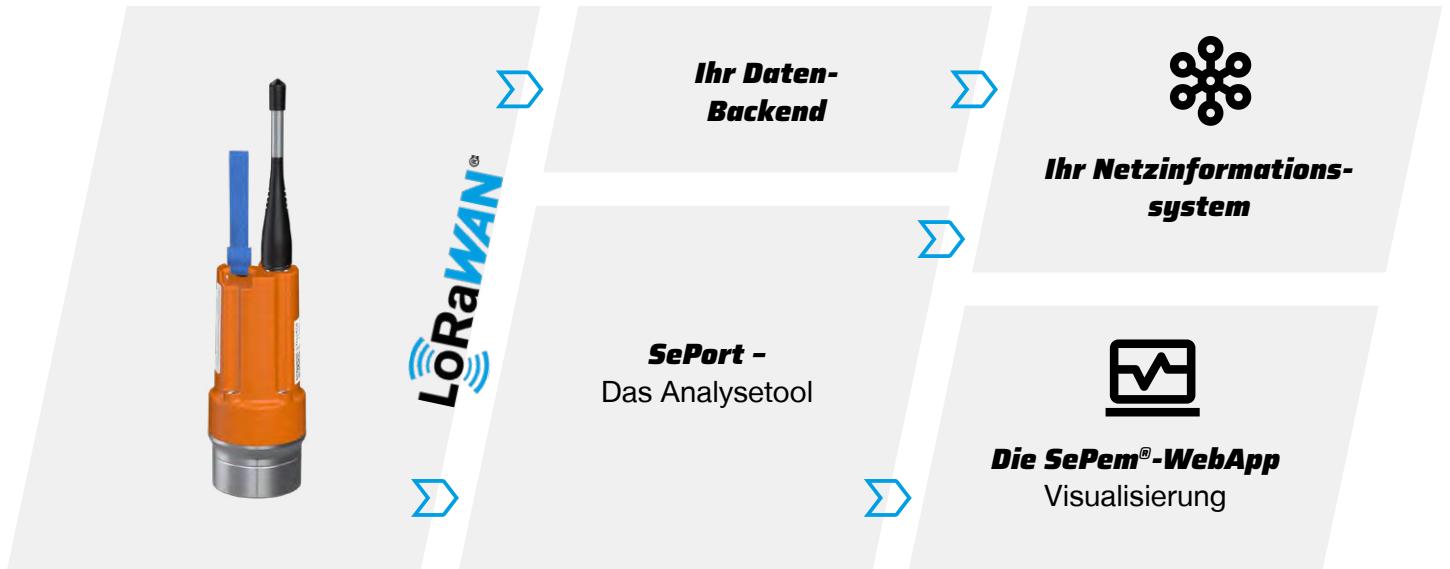 LoRaWAN®
Ihr Daten-
Backend
Ihr Netzinformations-
system
SePort –
Das Analysetool
Die SePem®-WebApp
Visualisierung